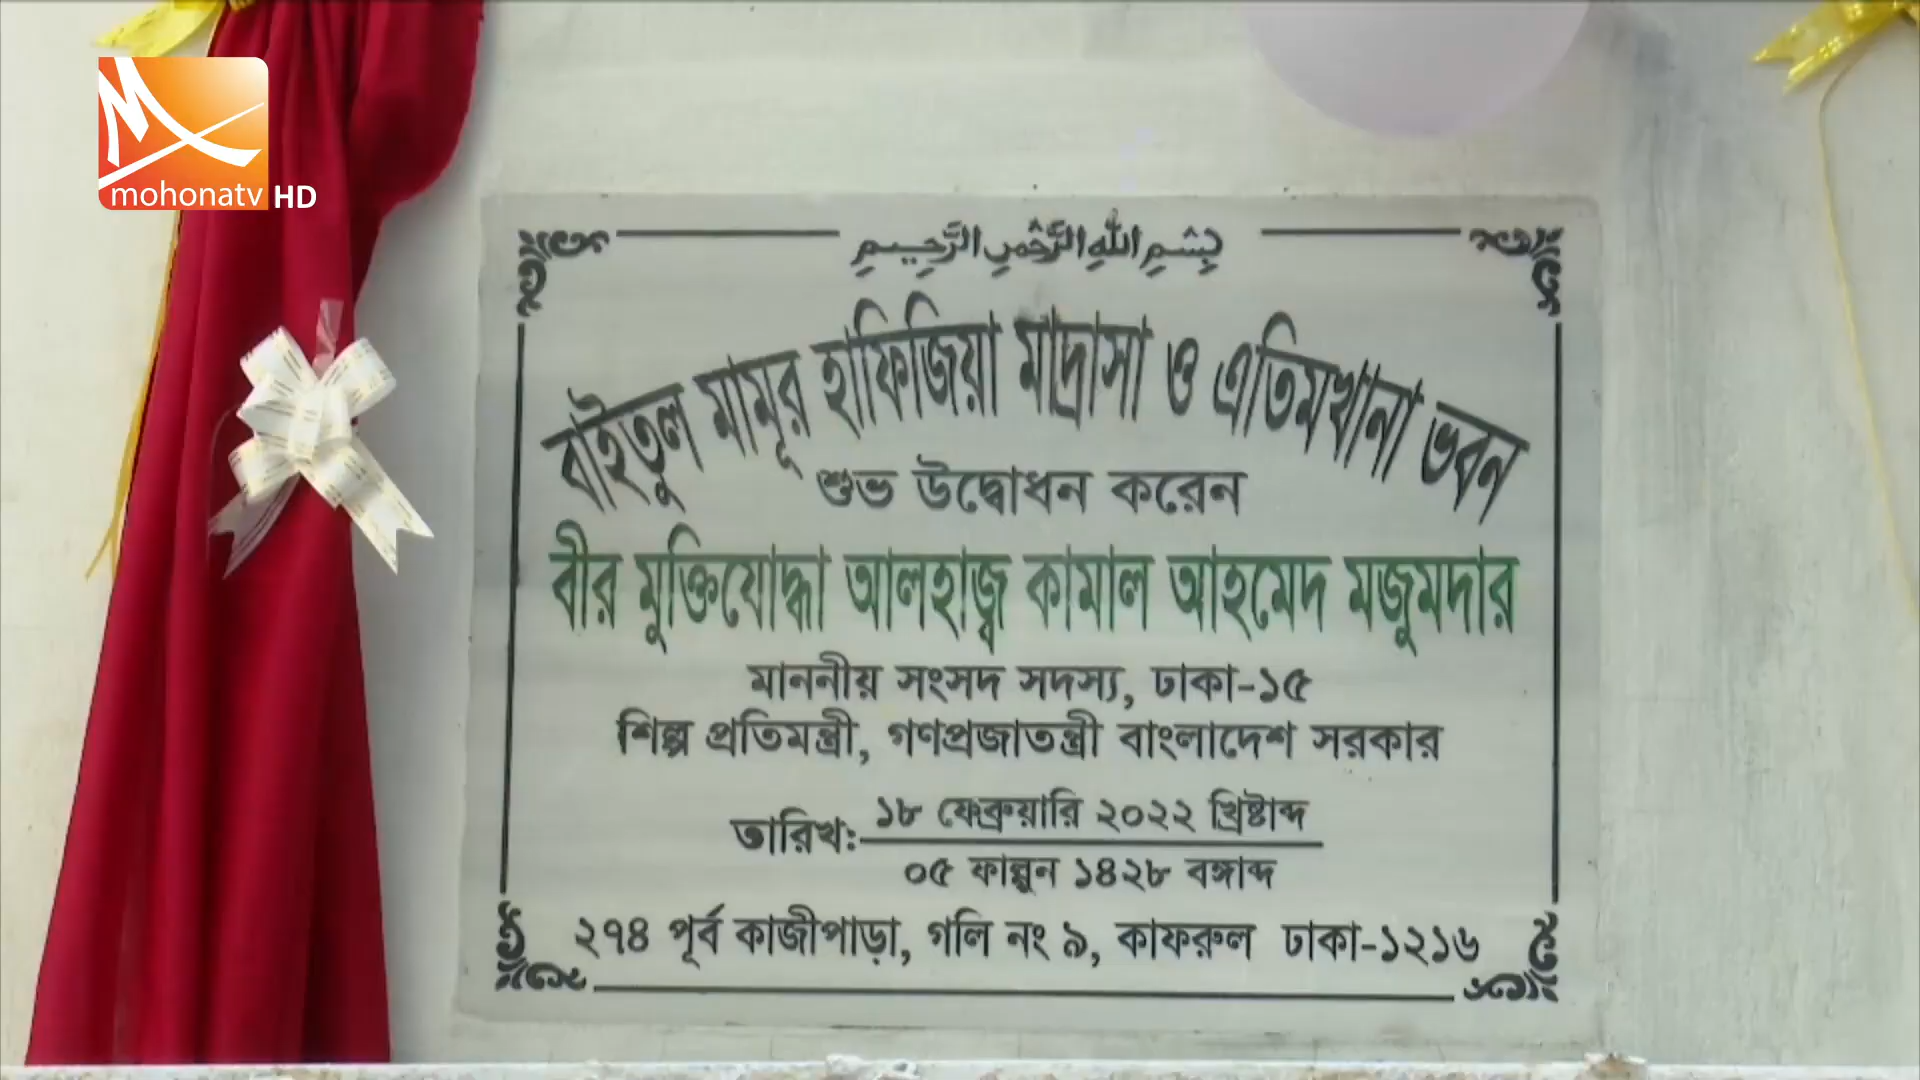 mohonatv HD
بِسْمِ اللهِ الرَّحْمٰنِ الرَّحِيمِ
বাইতুল মামূর হাফিজিয়া মাদ্রাসা ও এতিমখানা ভবন
শুভ উদ্বোধন করেন
বীর মুক্তিযোদ্ধা আলহাজ্ব কামাল আহমেদ মজুমদার
মাননীয় সংসদ সদস্য, ঢাকা-১৫
শিল্প প্রতিমন্ত্রী, গণপ্রজাতন্ত্রী বাংলাদেশ সরকার
তারিখ: ১৮ ফেব্রুয়ারি ২০২২ খ্রিষ্টাব্দ
০৫ ফাল্গুন ১৪২৮ বঙ্গাব্দ
২৭৪ পূর্ব কাজীপাড়া, গলি নং ৯, কাফরুল ঢাকা-১২১৬